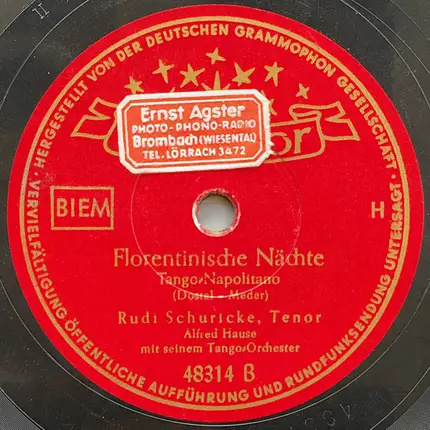 HERGESTELLT VON DER DEUTSCHEN GRAMMOPHON GESELLSCHAFT · VERVIELFÄLTIGUNG ÖFFENTLICHE AUFFÜHRUNG UND RUNDFUNKSENDUNG UNTERSAGT ·
Ernst Agster
PHOTO-PHONO-RADIO
Brombach (WIESENTAL)
TEL. LÖRRACH 3472
BIEM
H
Florentinische Nächte
Tango Napolitano
(Dostal - Meder)
Rudi Schuricke, Tenor
Alfred Hause
mit seinem Tango-Orchester
48314 B
II